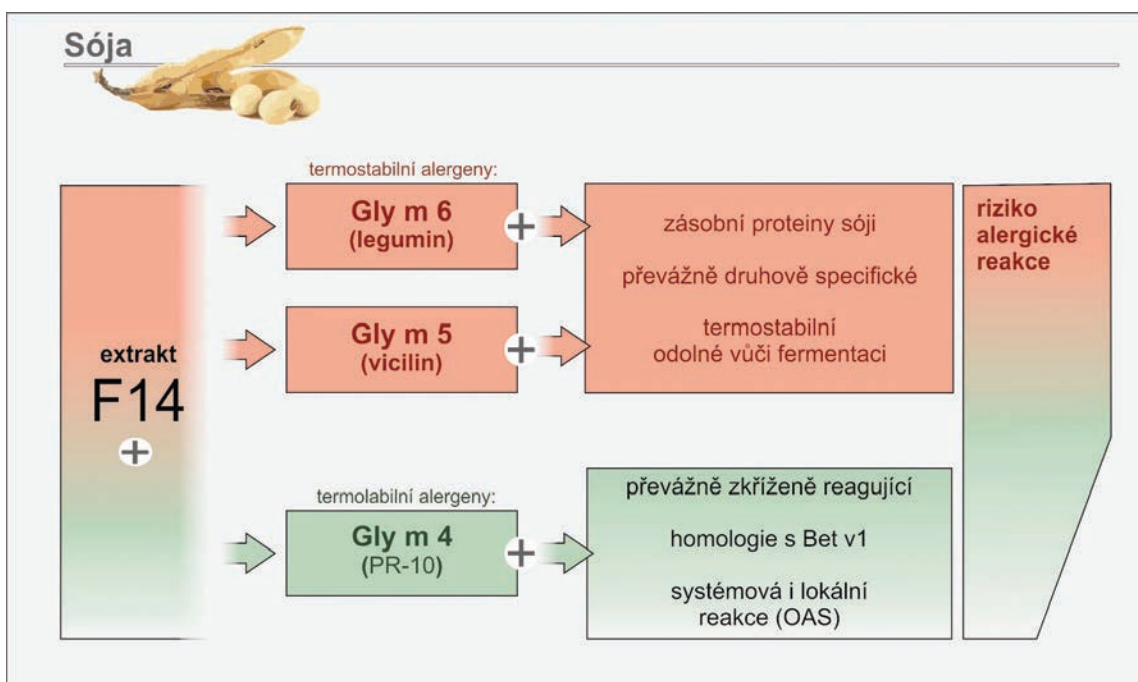 Sója
extrakt
F14
+
termostabilní alergeny:
Gly m 6
(legumin)
+
Gly m 5
(vicilin)
+
zásobní proteiny sóji
převážně druhově specifické
termostabilní
odolné vůči fermentaci
termolabilní alergeny:
Gly m 4
(PR-10)
+
převážně zkříženě reagující
homologie s Bet v1
systémová i lokální
reakce (OAS)
riziko
alergické
reakce